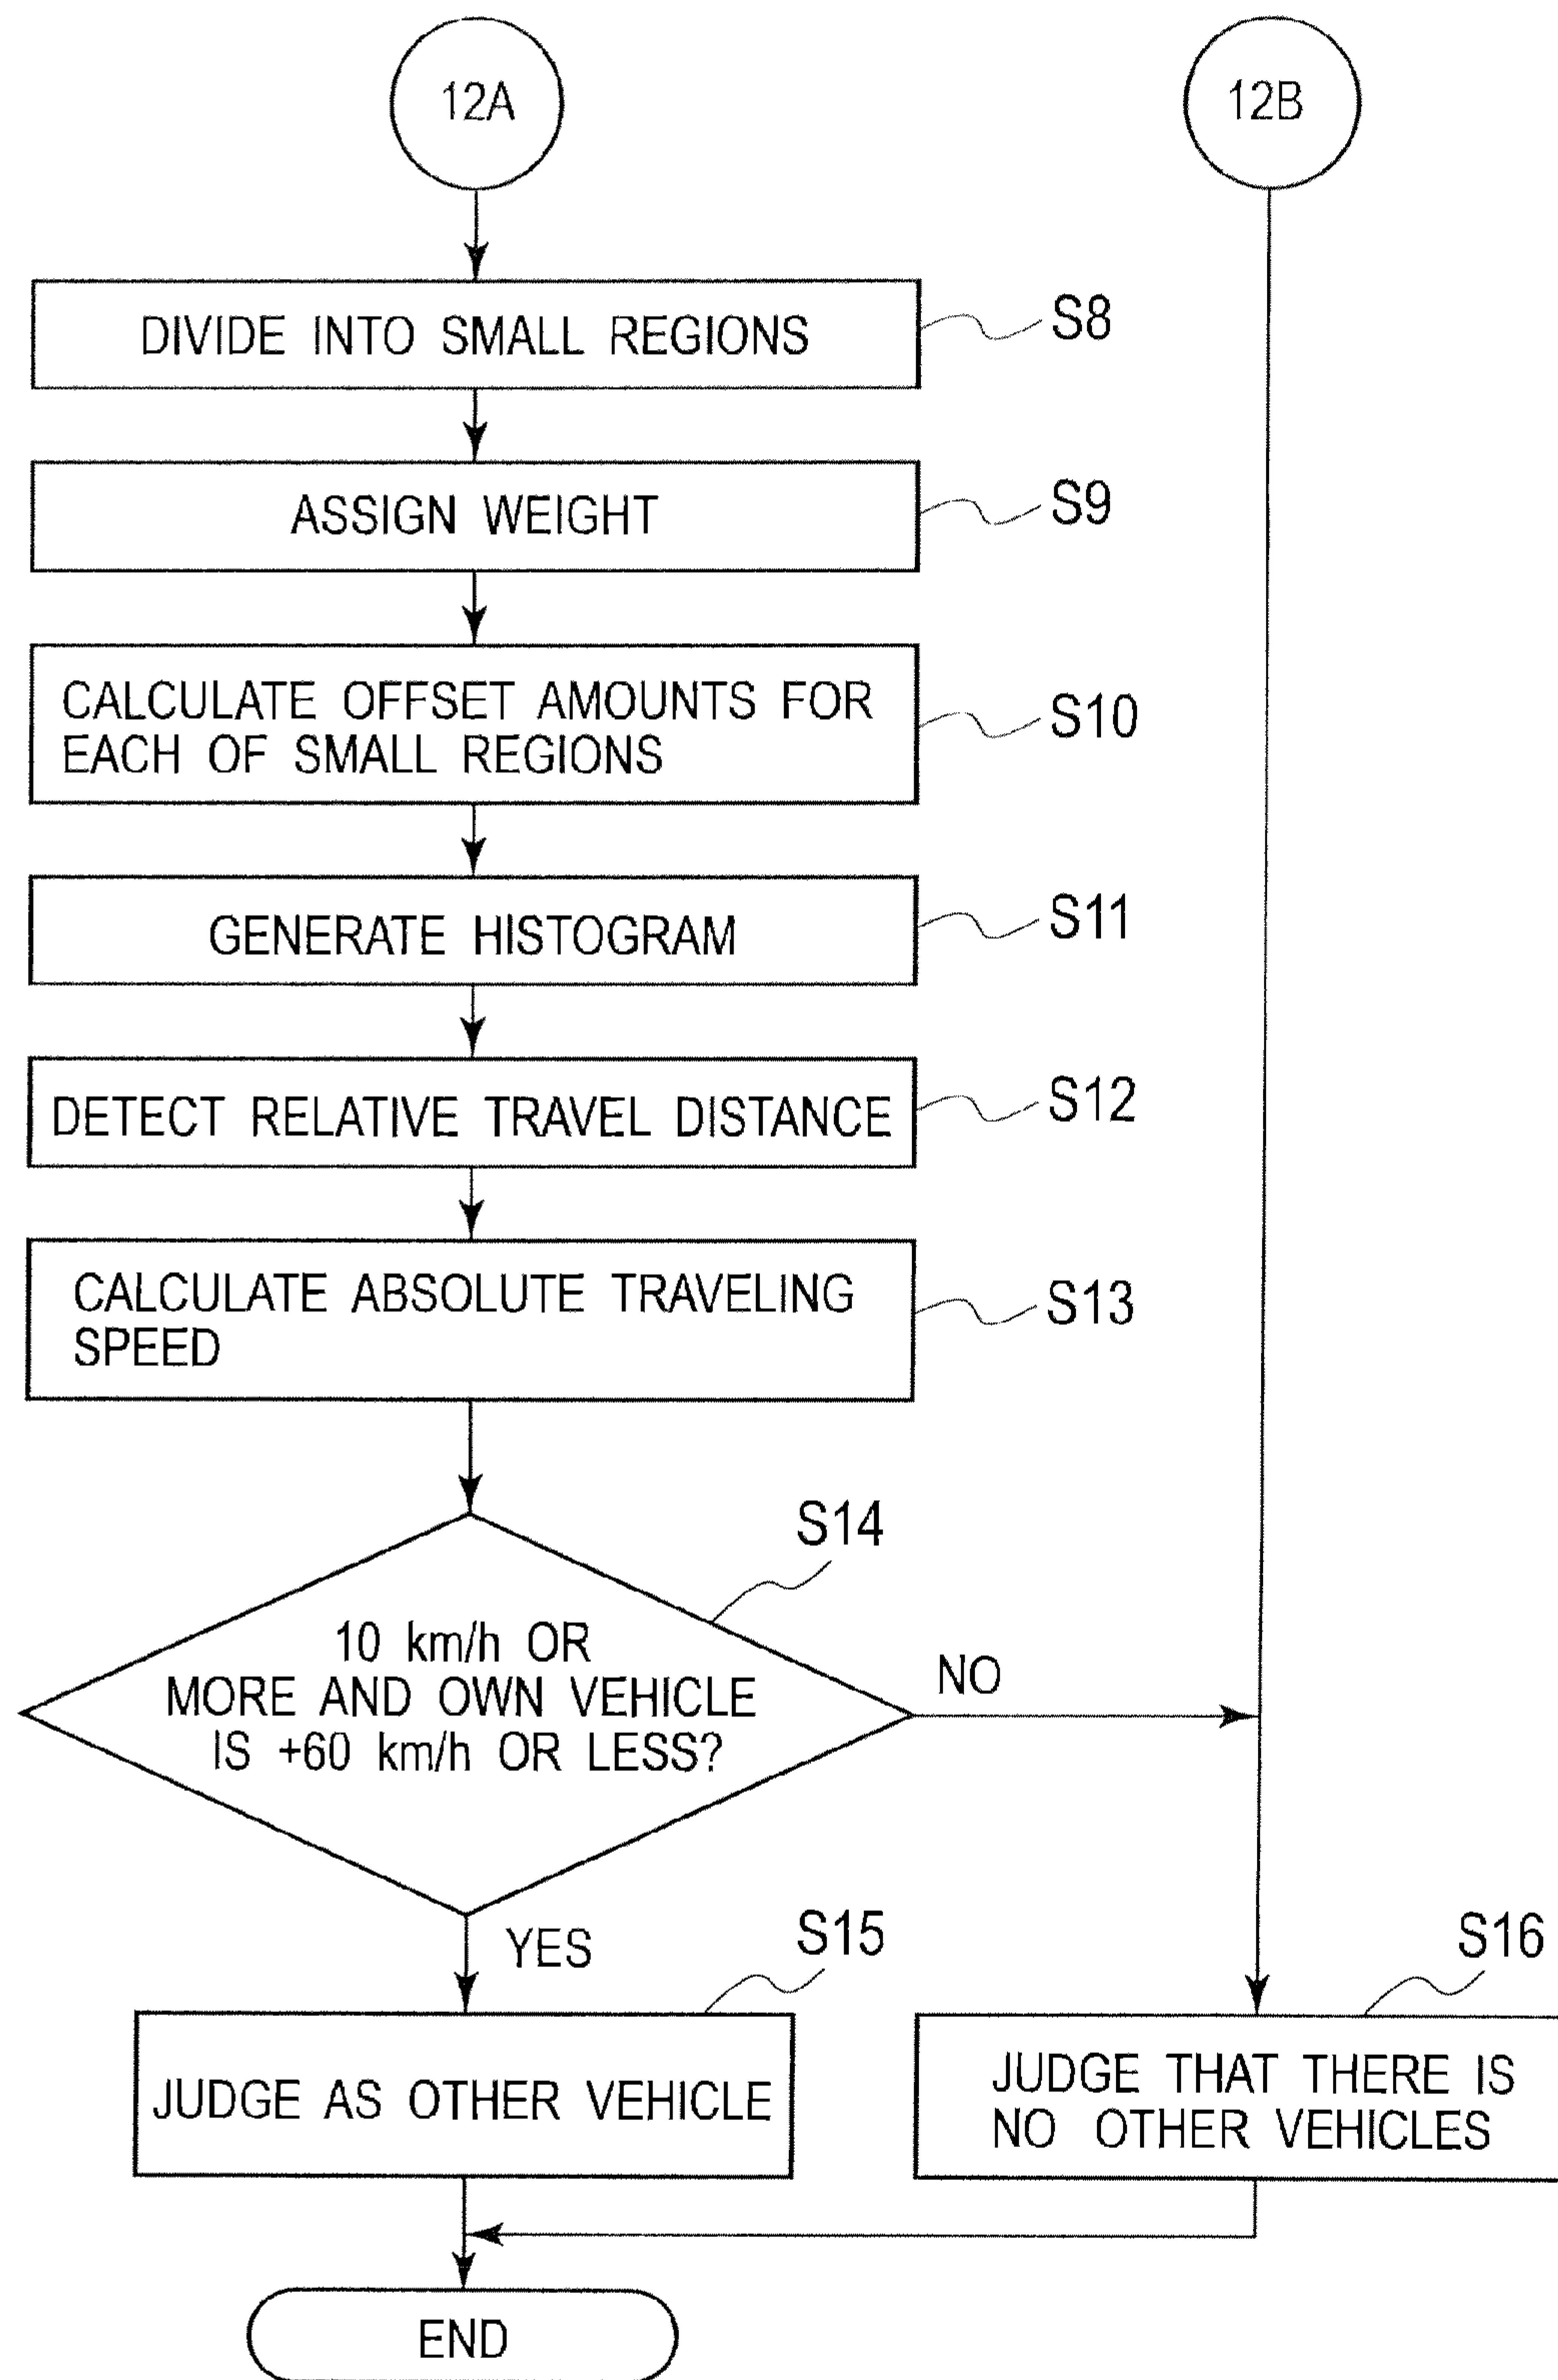 12A
12B
DIVIDE INTO SMALL REGIONS
S8
ASSIGN WEIGHT
S9
CALCULATE OFFSET AMOUNTS FOR
EACH OF SMALL REGIONS
S10
GENERATE HISTOGRAM
S11
DETECT RELATIVE TRAVEL DISTANCE
S12
CALCULATE ABSOLUTE TRAVELING
SPEED
S13
S14
10 km/h OR
MORE AND OWN VEHICLE
IS +60 km/h OR LESS?
NO
YES
S15
S16
JUDGE AS OTHER VEHICLE
JUDGE THAT THERE IS
NO OTHER VEHICLES
END